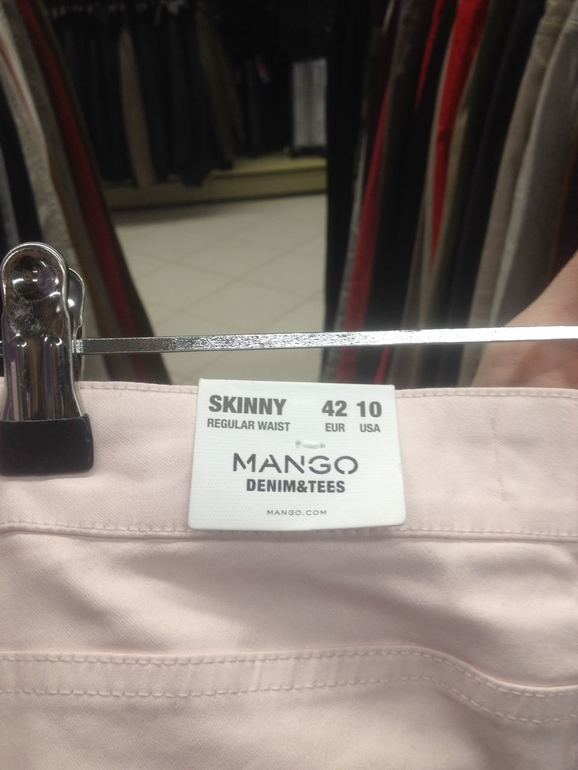 SKINNY 42 10
REGULAR WAIST EUR USA
MANGO
DENIM&TEES
MANGO.COM